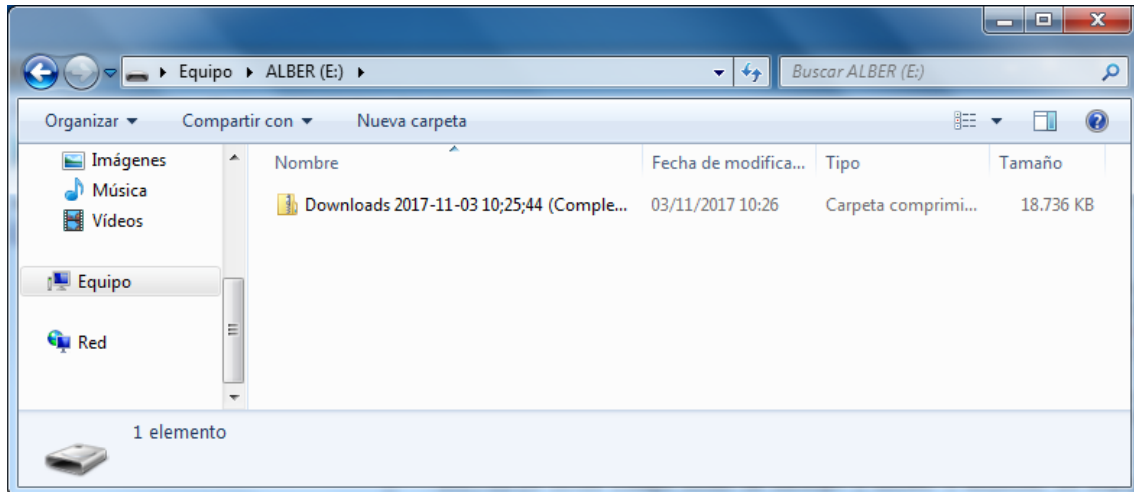 Equipo ALBER (E:) Buscar ALBER (E:)
Organizar Compartir con Nueva carpeta
Imágenes
Música
Vídeos
Equipo
Red
Nombre Fecha de modifica... Tipo Tamaño
Downloads 2017-11-03 10;25;44 (Comple... 03/11/2017 10:26 Carpeta comprimi... 18.736 KB
1 elemento